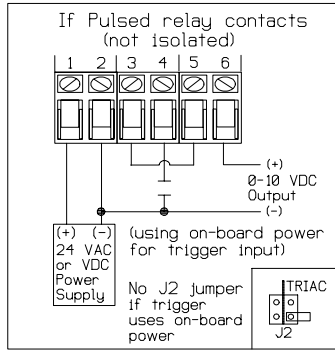 If Pulsed relay contacts
(not isolated)
1 2 3 4 5 6
(+)
0-10 VDC
Output
(-)
(+) (-)
24 VAC
or VDC
Power
Supply
(using on-board power
for trigger input)
No J2 jumper
if trigger
uses on-board
power
TRIAC
J2